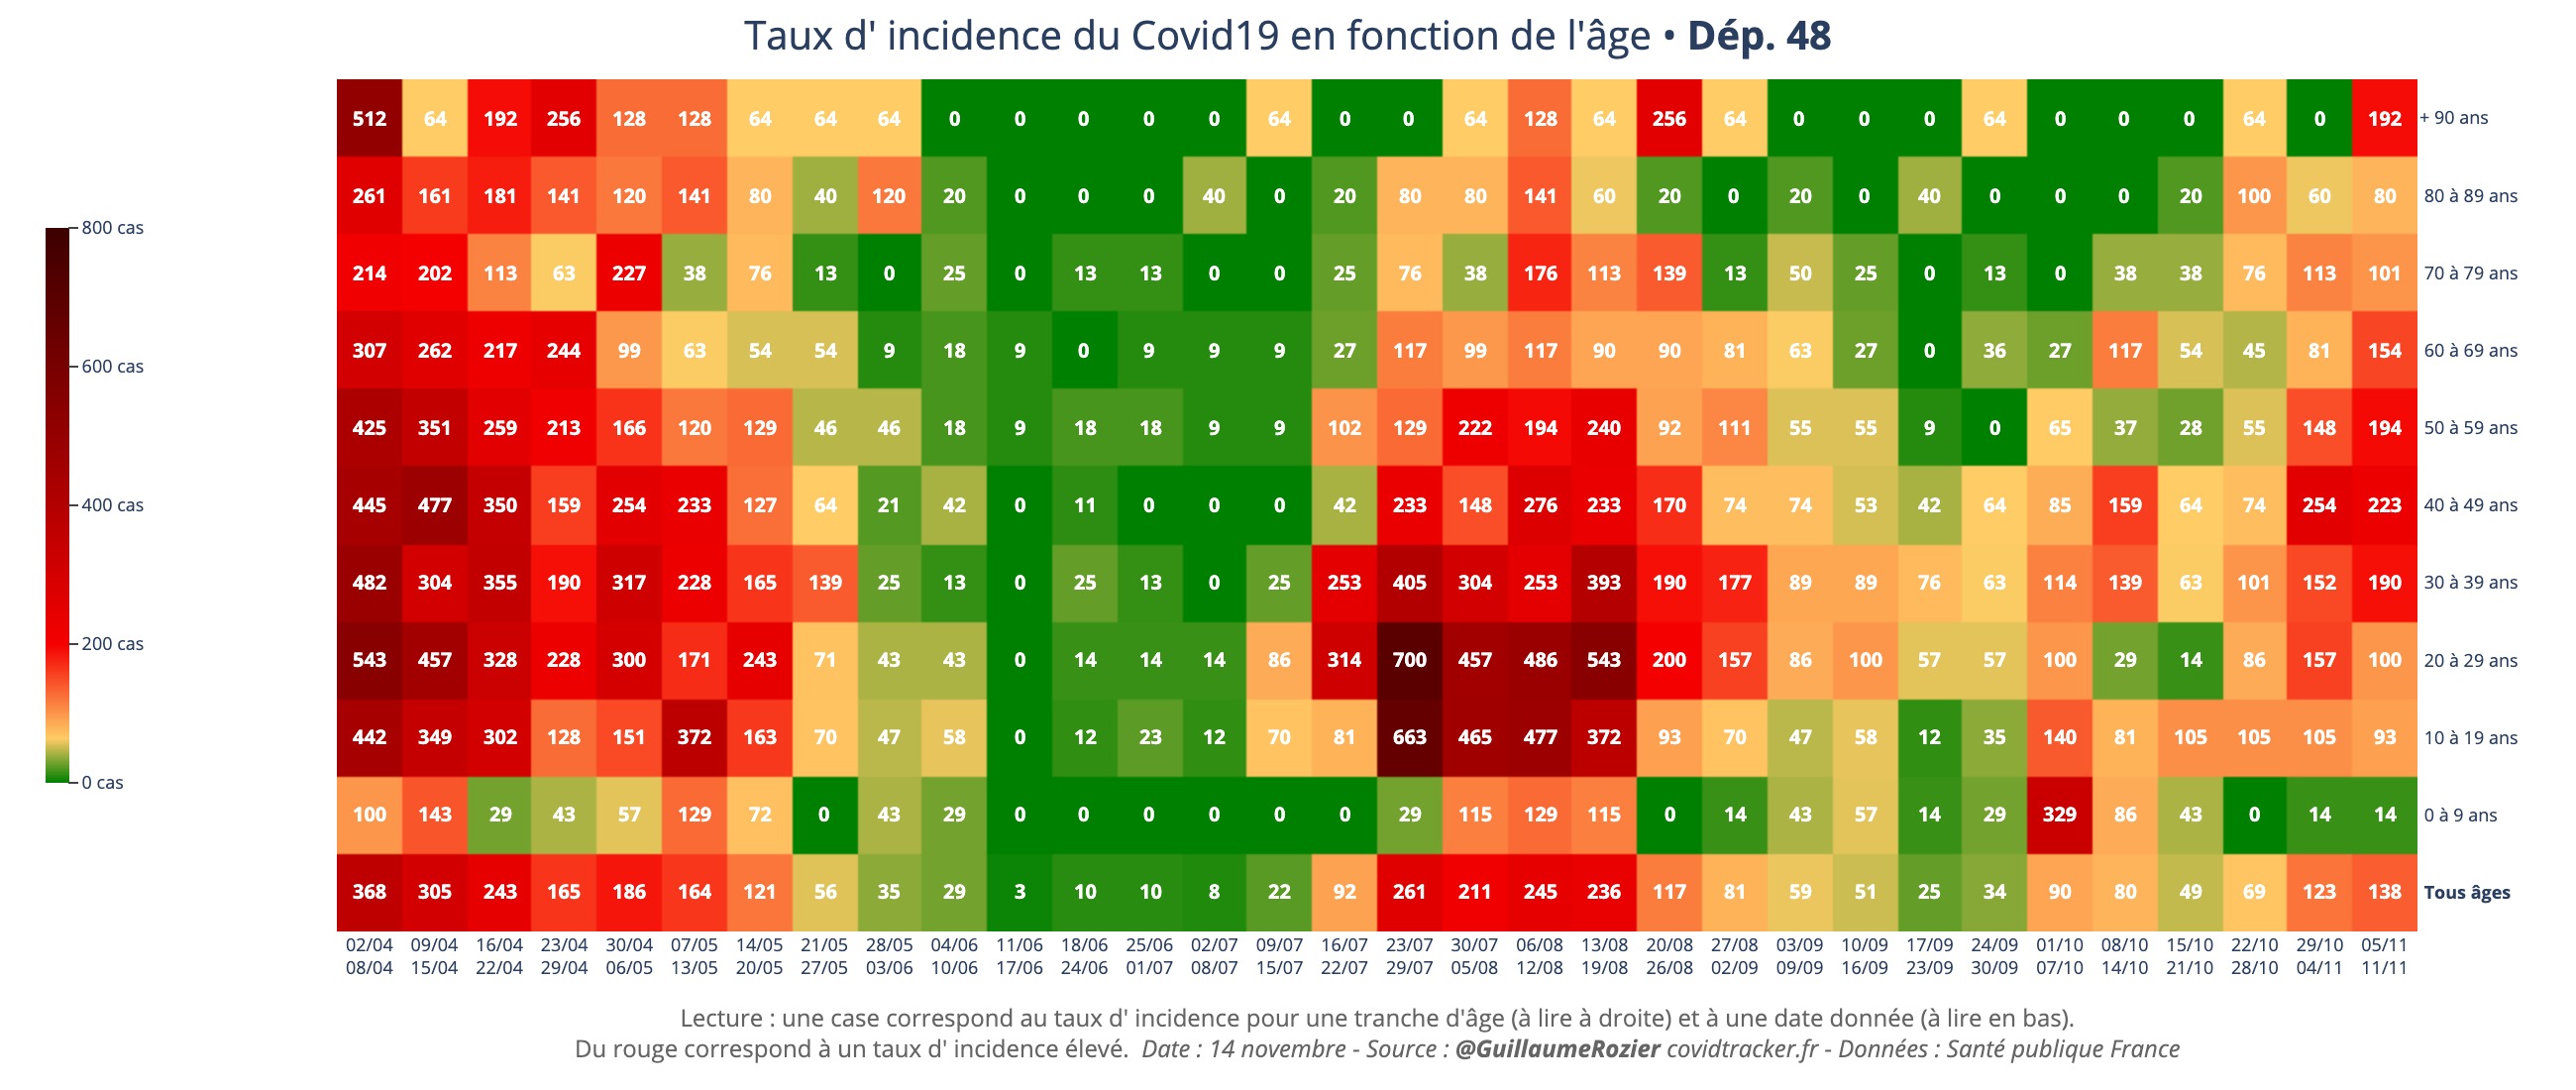 Taux d' incidence du Covid19 en fonction de l'âge • Dép. 48
800 cas
600 cas
400 cas
200 cas
0 cas
512 64 192 256 128 128 64 64 64 0 0 0 0 0 64 0 0 64 128 64 256 64 0 0 0 64 0 0 0 64 0 192 + 90 ans
261 161 181 141 120 141 80 40 120 20 0 0 0 40 0 20 80 80 141 60 20 0 20 0 40 0 0 0 20 100 60 80 80 à 89 ans
214 202 113 63 227 38 76 13 0 25 0 13 13 0 0 25 76 38 176 113 139 13 50 25 0 13 0 38 38 76 113 101 70 à 79 ans
307 262 217 244 99 63 54 54 9 18 9 0 9 9 9 27 117 99 117 90 90 81 63 27 0 36 27 117 54 45 81 154 60 à 69 ans
425 351 259 213 166 120 129 46 46 18 9 18 18 9 9 102 129 222 194 240 92 111 55 55 9 0 65 37 28 55 148 194 50 à 59 ans
445 477 350 159 254 233 127 64 21 42 0 11 0 0 0 42 233 148 276 233 170 74 74 53 42 64 85 159 64 74 254 223 40 à 49 ans
482 304 355 190 317 228 165 139 25 13 0 25 13 0 25 253 405 304 253 393 190 177 89 89 76 63 114 139 63 101 152 190 30 à 39 ans
543 457 328 228 300 171 243 71 43 43 0 14 14 14 86 314 700 457 486 543 200 157 86 100 57 57 100 29 14 86 157 100 20 à 29 ans
442 349 302 128 151 372 163 70 47 58 0 12 23 12 70 81 663 465 477 372 93 70 47 58 12 35 140 81 105 105 105 93 10 à 19 ans
100 143 29 43 57 129 72 0 43 29 0 0 0 0 0 0 29 115 129 115 0 14 43 57 14 29 329 86 43 0 14 14 0 à 9 ans
368 305 243 165 186 164 121 56 35 29 3 10 10 8 22 92 261 211 245 236 117 81 59 51 25 34 90 80 49 69 123 138 Tous âges
02/04 09/04 16/04 23/04 30/04 07/05 14/05 21/05 28/05 04/06 11/06 18/06 25/06 02/07 09/07 16/07 23/07 30/07 06/08 13/08 20/08 27/08 03/09 10/09 17/09 24/09 01/10 08/10 15/10 22/10 29/10 05/11
08/04 15/04 22/04 29/04 06/05 13/05 20/05 27/05 03/06 10/06 17/06 24/06 01/07 08/07 15/07 22/07 29/07 05/08 12/08 19/08 26/08 02/09 09/09 16/09 23/09 30/09 07/10 14/10 21/10 28/10 04/11 11/11
Lecture : une case correspond au taux d' incidence pour une tranche d'âge (à lire à droite) et à une date donnée (à lire en bas).
Du rouge correspond à un taux d' incidence élevé. Date : 14 novembre - Source : @GuillaumeRozier covidtracker.fr - Données : Santé publique France